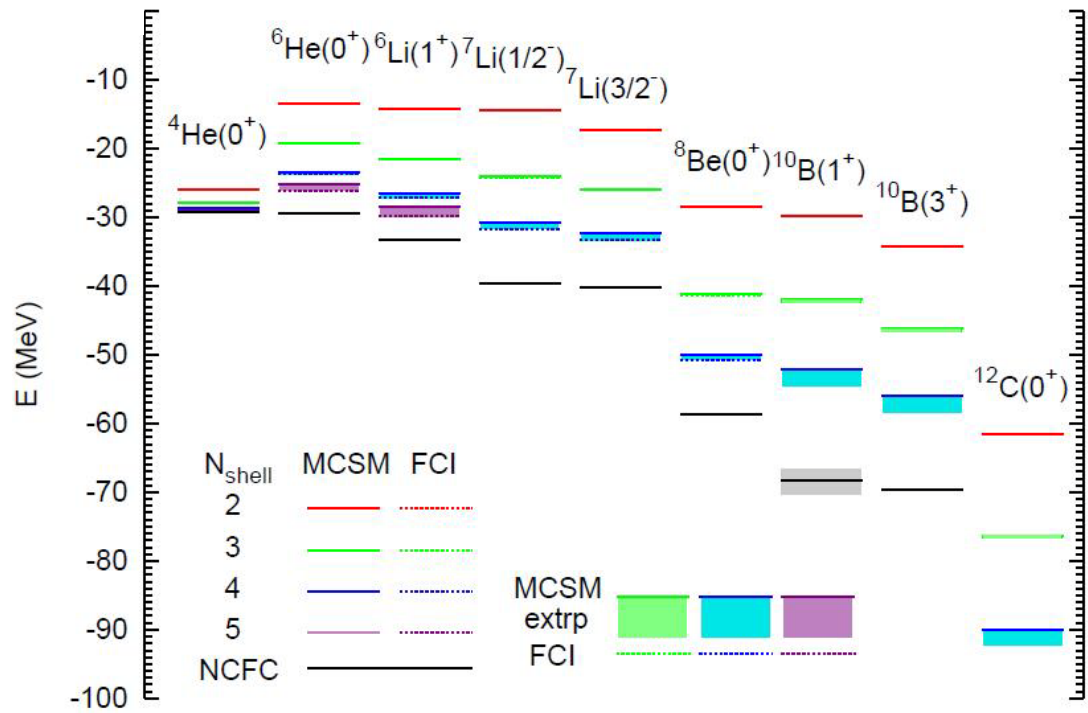 ⁶He(0⁺) ⁶Li(1⁺) ⁷Li(1/2⁻) ⁷Li(3/2⁻)
⁴He(0⁺)
⁸Be(0⁺) ¹⁰B(1⁺)
¹⁰B(3⁺)
¹²C(0⁺)
E (MeV)
-10
-20
-30
-40
-50
-60
-70
-80
-90
-100
N_shell MCSM FCI
2
3
4
5
NCFC
MCSM
extrp
FCI